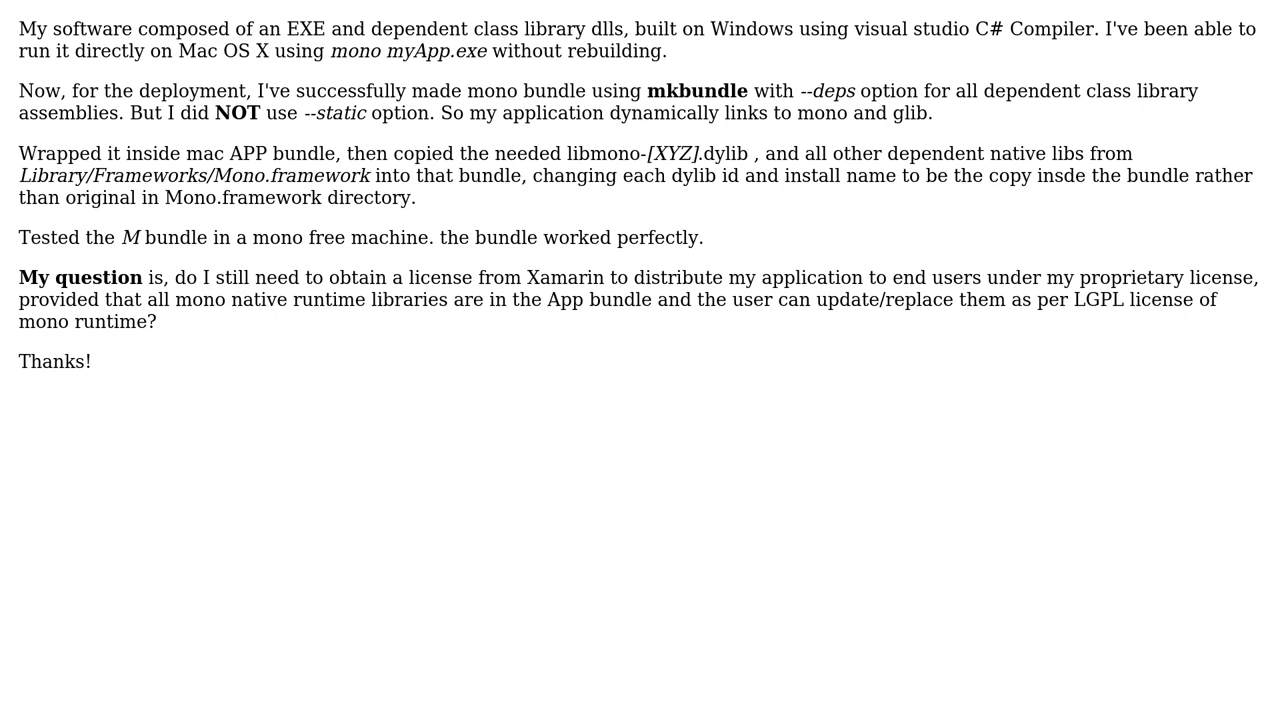 My software composed of an EXE and dependent class library dlls, built on Windows using visual studio C# Compiler. I've been able to
run it directly on Mac OS X using mono myApp.exe without rebuilding.
Now, for the deployment, I've successfully made mono bundle using mkbundle with --deps option for all dependent class library
assemblies. But I did NOT use --static option. So my application dynamically links to mono and glib.
Wrapped it inside mac APP bundle, then copied the needed libmono-[XYZ].dylib , and all other dependent native libs from
Library/Frameworks/Mono.framework into that bundle, changing each dylib id and install name to be the copy insde the bundle rather
than original in Mono.framework directory.
Tested the M bundle in a mono free machine. the bundle worked perfectly.
My question is, do I still need to obtain a license from Xamarin to distribute my application to end users under my proprietary license,
provided that all mono native runtime libraries are in the App bundle and the user can update/replace them as per LGPL license of
mono runtime?
Thanks!